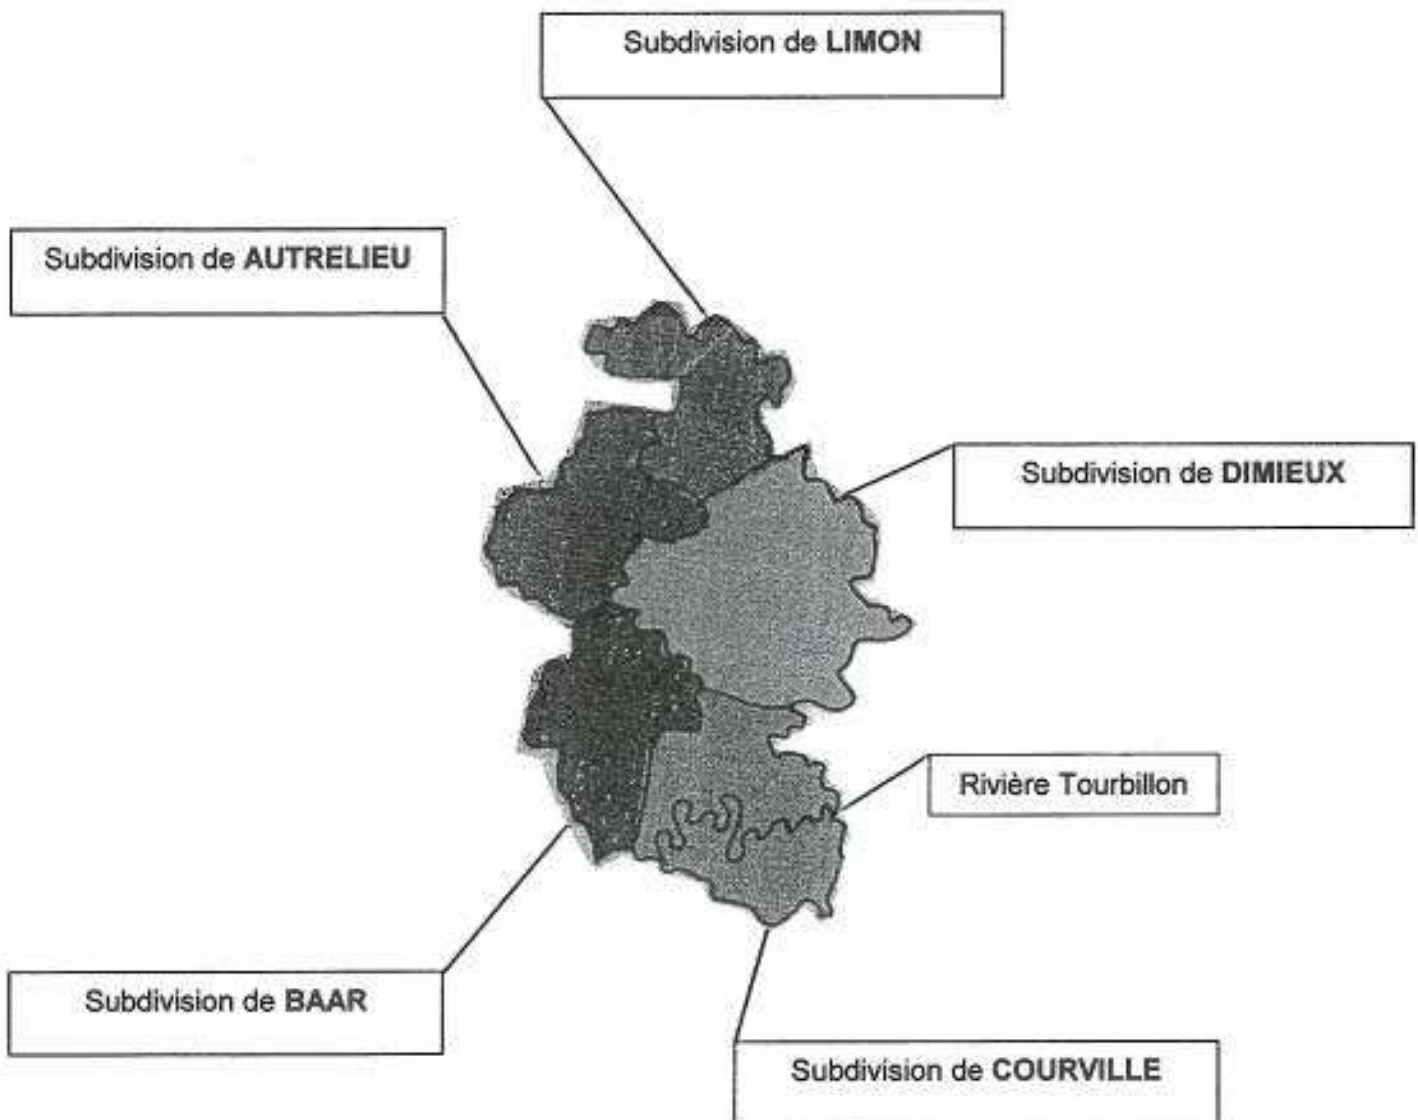 Subdivision de LIMON
Subdivision de AUTRELIEU
Subdivision de DIMIEUX
Rivière Tourbillon
Subdivision de BAAR
Subdivision de COURVILLE